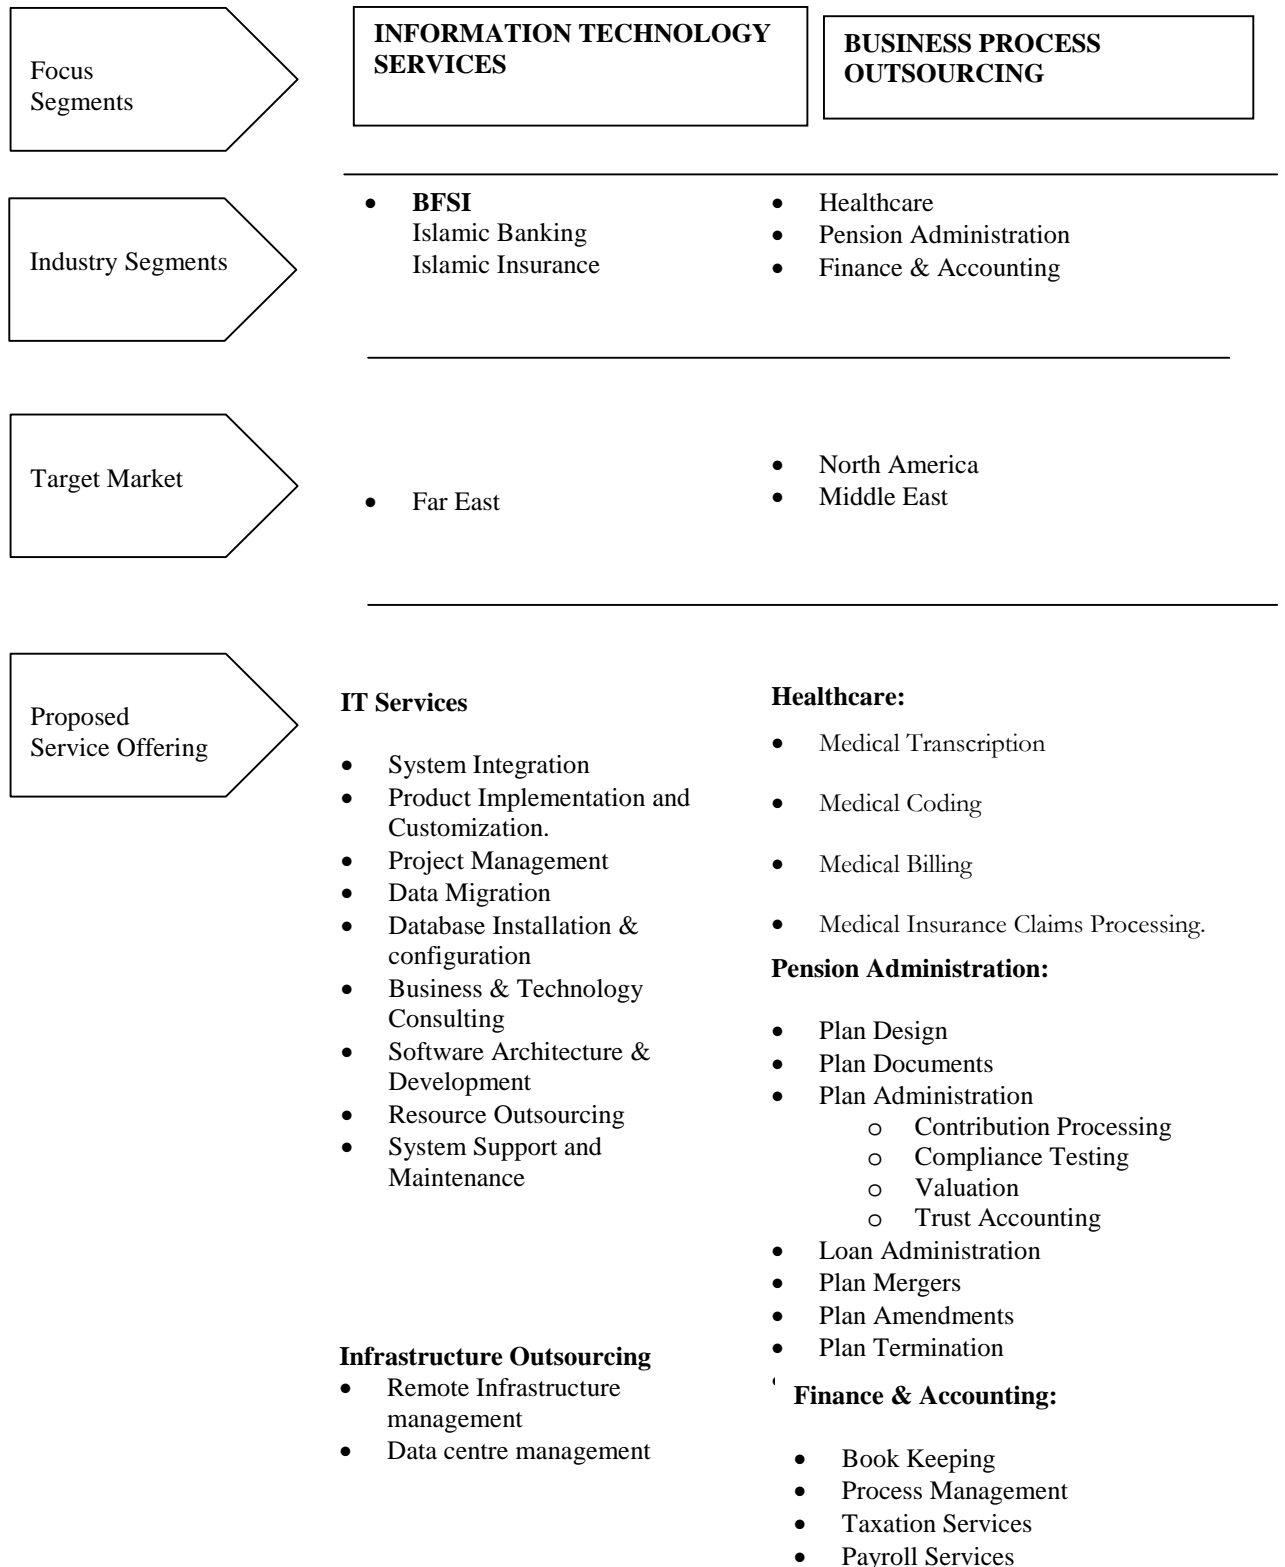 Focus
Segments
INFORMATION TECHNOLOGY
SERVICES
BUSINESS PROCESS
OUTSOURCING
Industry Segments
• BFSI
Islamic Banking
Islamic Insurance
• Healthcare
• Pension Administration
• Finance & Accounting
Target Market
• Far East
• North America
• Middle East
Proposed
Service Offering
IT Services
• System Integration
• Product Implementation and
Customization.
• Project Management
• Data Migration
• Database Installation &
configuration
• Business & Technology
Consulting
• Software Architecture &
Development
• Resource Outsourcing
• System Support and
Maintenance
Infrastructure Outsourcing
• Remote Infrastructure
management
• Data centre management
Healthcare:
• Medical Transcription
• Medical Coding
• Medical Billing
• Medical Insurance Claims Processing.
Pension Administration:
• Plan Design
• Plan Documents
• Plan Administration
o Contribution Processing
o Compliance Testing
o Valuation
o Trust Accounting
• Loan Administration
• Plan Mergers
• Plan Amendments
• Plan Termination
Finance & Accounting:
• Book Keeping
• Process Management
• Taxation Services
• Payroll Services